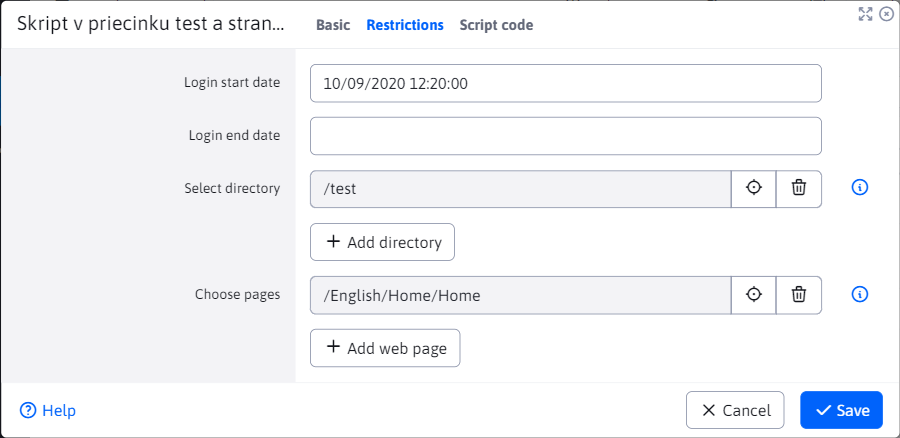 Skript v priecinku test a stran... Basic Restrictions Script code
Login start date 10/09/2020 12:20:00
Login end date
Select directory /test
+ Add directory
Choose pages /English/Home/Home
+ Add web page
Help Cancel Save